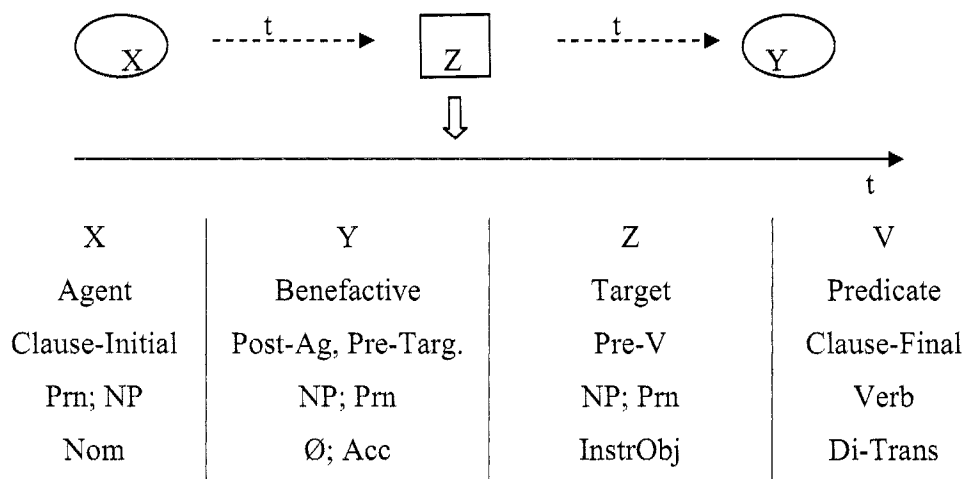 t t
X Z Y
t
X Y Z V
Agent Benefactive Target Predicate
Clause-Initial Post-Ag, Pre-Targ. Pre-V Clause-Final
Prn; NP NP; Prn NP; Prn Verb
Nom Ø; Acc InstrObj Di-Trans